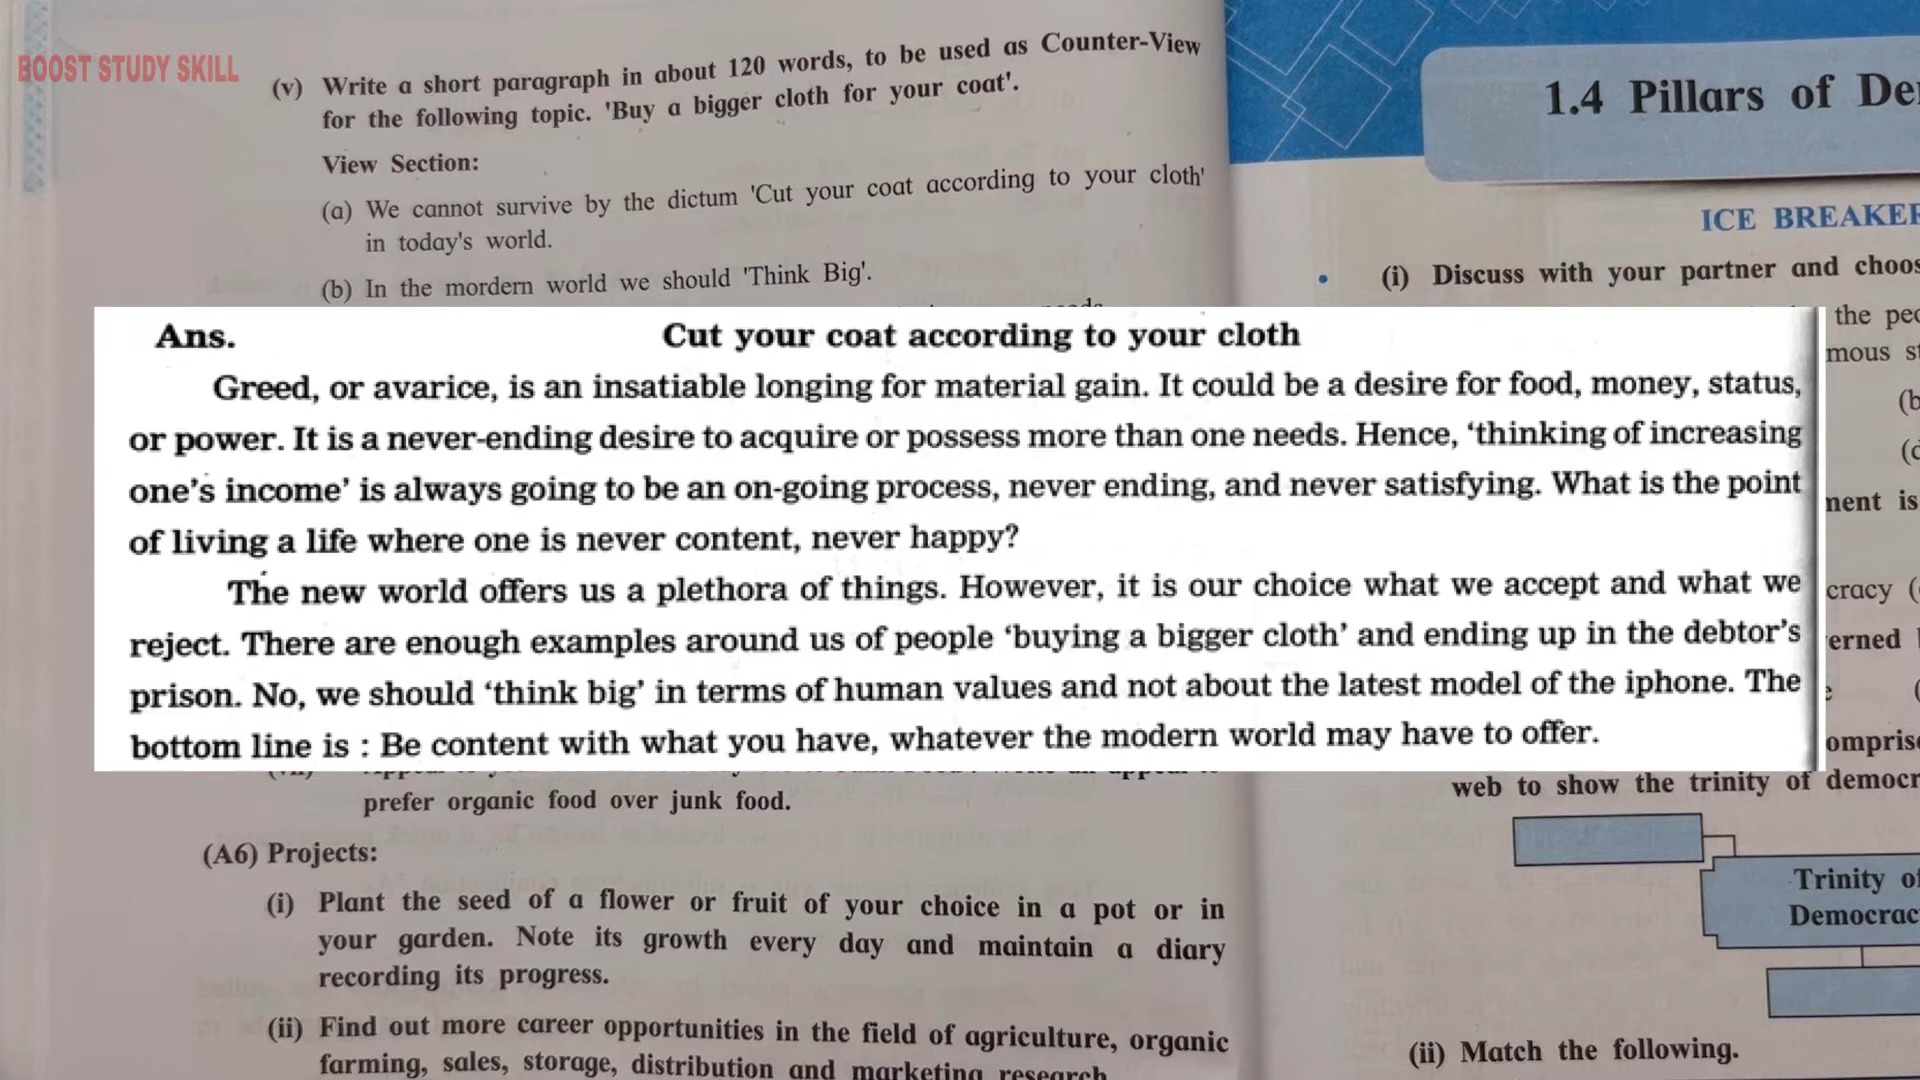 BOOST STUDY SKILL
(v) Write a short paragraph in about 120 words, to be used as Counter-View
for the following topic. 'Buy a bigger cloth for your coat'.
View Section:
(a) We cannot survive by the dictum 'Cut your coat according to your cloth'
in today's world.
(b) In the mordern world we should 'Think Big'.
Ans. Cut your coat according to your cloth
Greed, or avarice, is an insatiable longing for material gain. It could be a desire for food, money, status,
or power. It is a never-ending desire to acquire or possess more than one needs. Hence, ‘thinking of increasing
one’s income’ is always going to be an on-going process, never ending, and never satisfying. What is the point
of living a life where one is never content, never happy?
The new world offers us a plethora of things. However, it is our choice what we accept and what we
reject. There are enough examples around us of people ‘buying a bigger cloth’ and ending up in the debtor’s
prison. No, we should ‘think big’ in terms of human values and not about the latest model of the iphone. The
bottom line is : Be content with what you have, whatever the modern world may have to offer.
prefer organic food over junk food.
(A6) Projects:
(i) Plant the seed of a flower or fruit of your choice in a pot or in
your garden. Note its growth every day and maintain a diary
recording its progress.
(ii) Find out more career opportunities in the field of agriculture, organic
farming, sales, storage, distribution and marketing research
1.4 Pillars of De
ICE BREAKE
(i) Discuss with your partner and choos
the peo
mous st
(b
(d
ment is
cracy (
erned
ompris
web to show the trinity of democr
Trinity of
Democrac
(ii) Match the following.